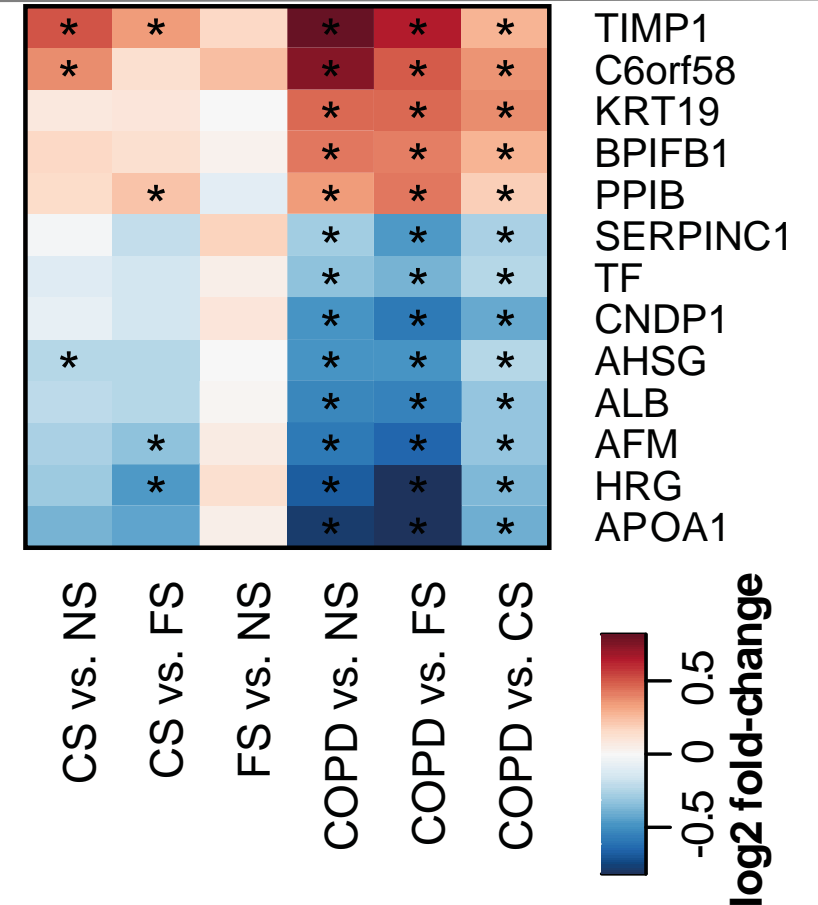 * * * * * TIMP1
* * * * C6orf58
* * * KRT19
* * * BPIFB1
* * * * PPIB
* * * SERPINC1
* * * TF
* * * CNDP1
* * * * AHSG
* * * ALB
* * * * AFM
* * * * HRG
* * * APOA1
CS vs. NS
CS vs. FS
FS vs. NS
COPD vs. NS
COPD vs. FS
COPD vs. CS
0.5
0
-0.5
log2 fold-change